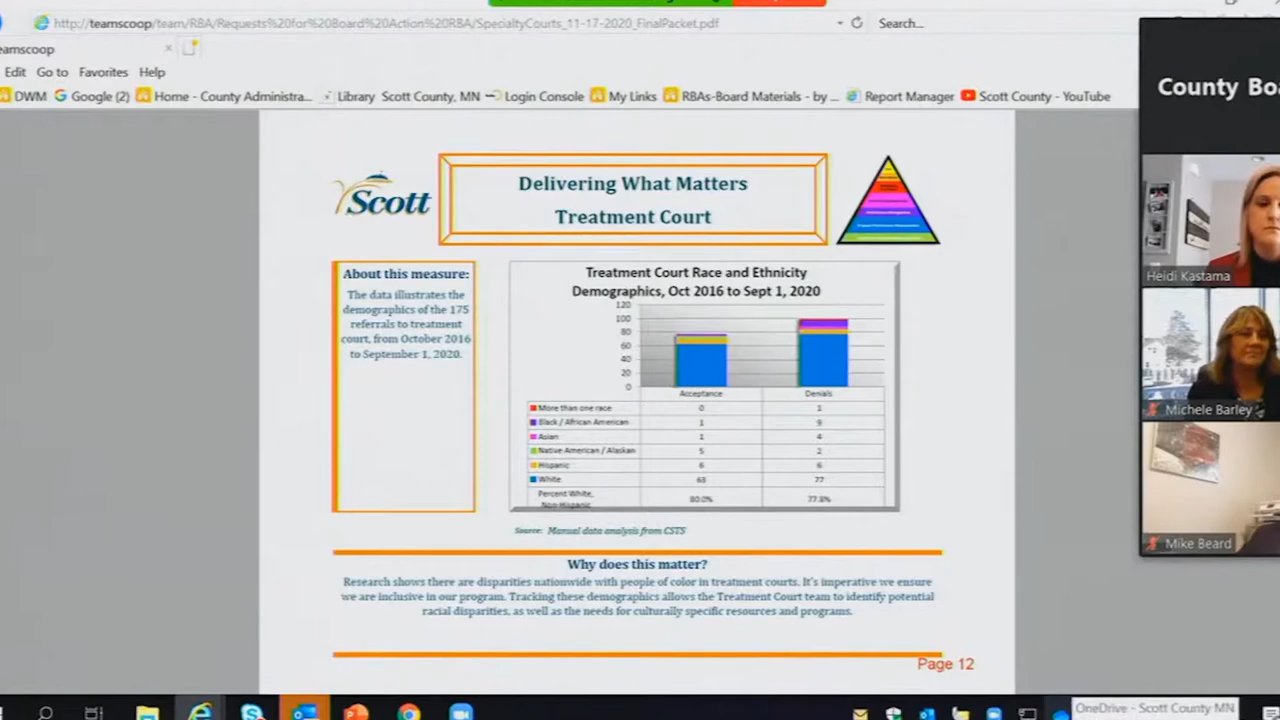 http://teamscoop/team/RBA/Requests%20for%20Board%20Action%20RBA/SpecialtyCourts_11-17-2020_FinalPacket.pdf
Search...
eamscoop
Edit Go to Favorites Help
DWM Google (2) Home - County Administra... Library Scott County, MN Login Console My Links RBAs-Board Materials - by ... Report Manager Scott County - YouTube
County Boa
Scott
Delivering What Matters
Treatment Court
About this measure:
The data illustrates the
demographics of the 175
referrals to treatment
court, from October 2016
to September 1, 2020.
Treatment Court Race and Ethnicity
Demographics, Oct 2016 to Sept 1, 2020
120
100
80
60
40
20
0
Acceptance Denials
More than one race 0 1
Black / African American 1 9
Asian 1 4
Native American / Alaskan 5 2
Hispanic 6 6
White 63 77
Percent White,
Non-Hispanic 80.0% 77.8%
Source: Manual data analysis from CSTS
Why does this matter?
Research shows there are disparities nationwide with people of color in treatment courts. It's imperative we ensure
we are inclusive in our program. Tracking these demographics allows the Treatment Court team to identify potential
racial disparities, as well as the needs for culturally specific resources and programs.
Page 12
Heidi Kastama
Michele Barley
Mike Beard
OneDrive - Scott County MN